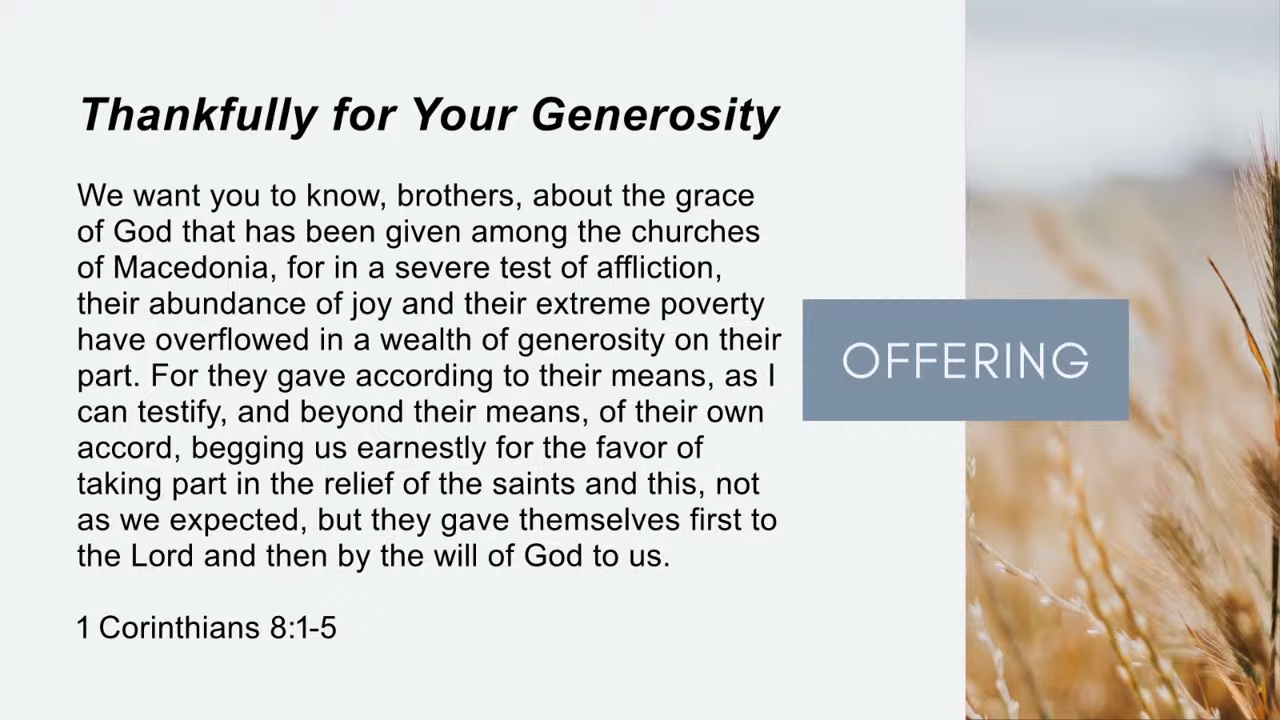 Thankfully for Your Generosity
We want you to know, brothers, about the grace
of God that has been given among the churches
of Macedonia, for in a severe test of affliction,
their abundance of joy and their extreme poverty
have overflowed in a wealth of generosity on their
part. For they gave according to their means, as I
can testify, and beyond their means, of their own
accord, begging us earnestly for the favor of
taking part in the relief of the saints and this, not
as we expected, but they gave themselves first to
the Lord and then by the will of God to us.
1 Corinthians 8:1-5
OFFERING